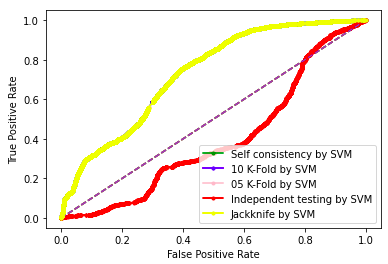 1.0
0.8
0.6
0.4
0.2
0.0
True Positive Rate
Self consistency by SVM
10 K-Fold by SVM
05 K-Fold by SVM
Independent testing by SVM
Jackknife by SVM
0.0 0.2 0.4 0.6 0.8 1.0
False Positive Rate